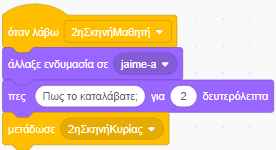 όταν λάβω 2ηΣκηνήΜαθητή
άλλαξε ενδυμασία σε jaime-a
πες Πως το καταλάβατε; για 2 δευτερόλεπτα
μετάδωσε 2ηΣκηνήΚυρίας